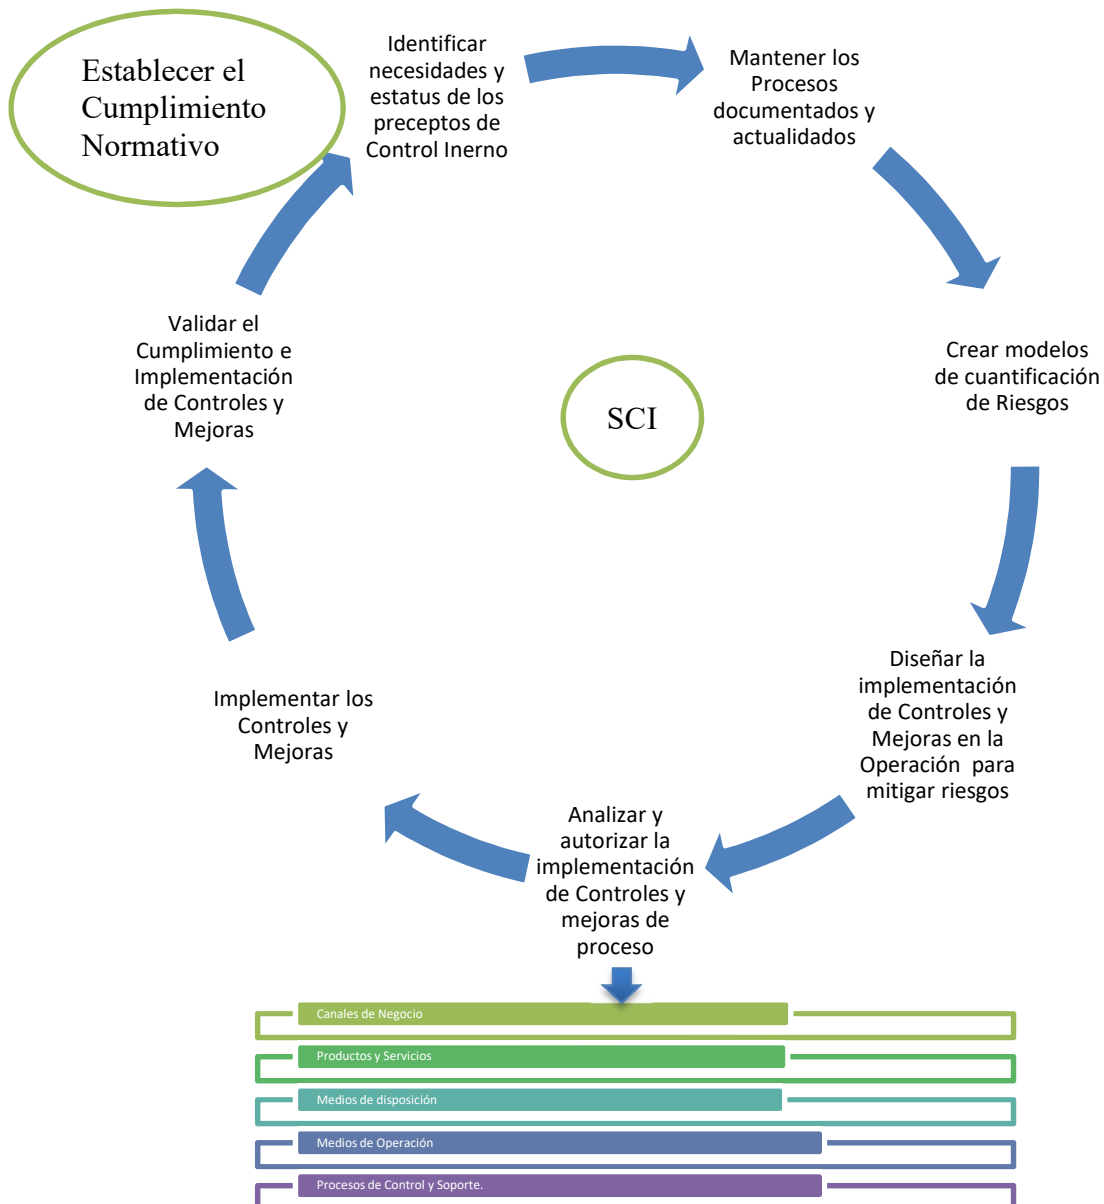 Establecer el
Cumplimiento
Normativo
Identificar
necesidades y
estatus de los
preceptos de
Control Inerno
Mantener los
Procesos
documentados y
actualidados
Crear modelos
de cuantificación
de Riesgos
Diseñar la
implementación
de Controles y
Mejoras en la
Operación  para
mitigar riesgos
Analizar y
autorizar la
implementación
de Controles y
mejoras de
proceso
Implementar los
Controles y
Mejoras
Validar el
Cumplimiento e
Implementación
de Controles y
Mejoras
SCI
Canales de Negocio
Productos y Servicios
Medios de disposición
Medios de Operación
Procesos de Control y Soporte.